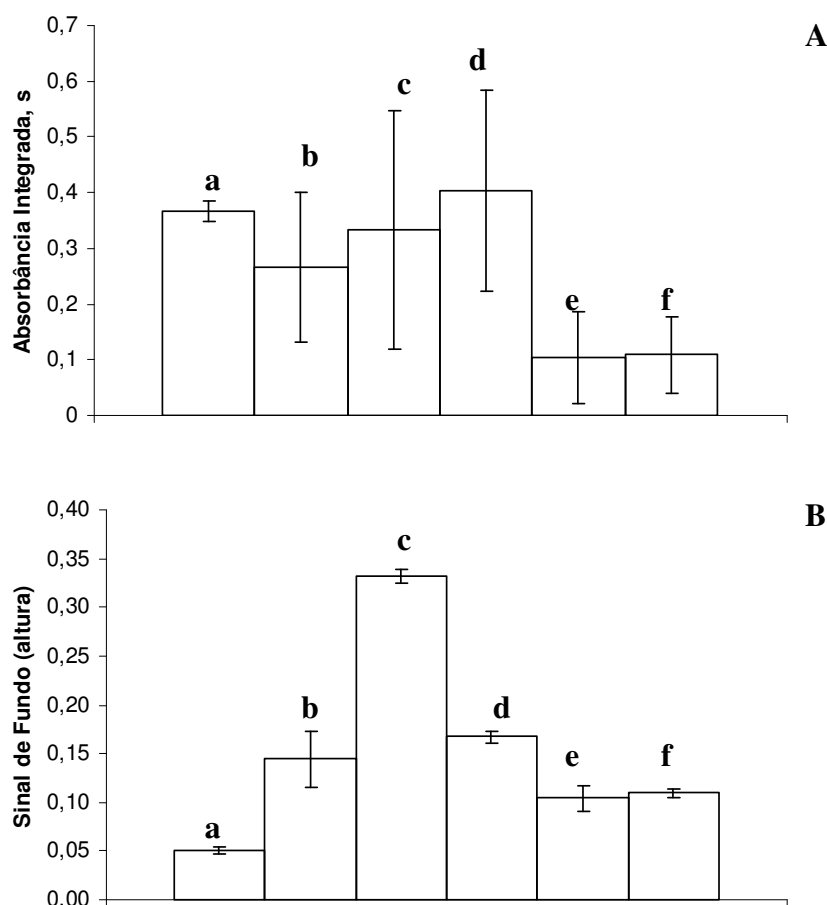 A
Absorbância Integrada, s
0,7
0,6
0,5
0,4
0,3
0,2
0,1
0
a
b
c
d
e
f
B
Sinal de Fundo (altura)
0,40
0,35
0,30
0,25
0,20
0,15
0,10
0,05
0,00
a
b
c
d
e
f